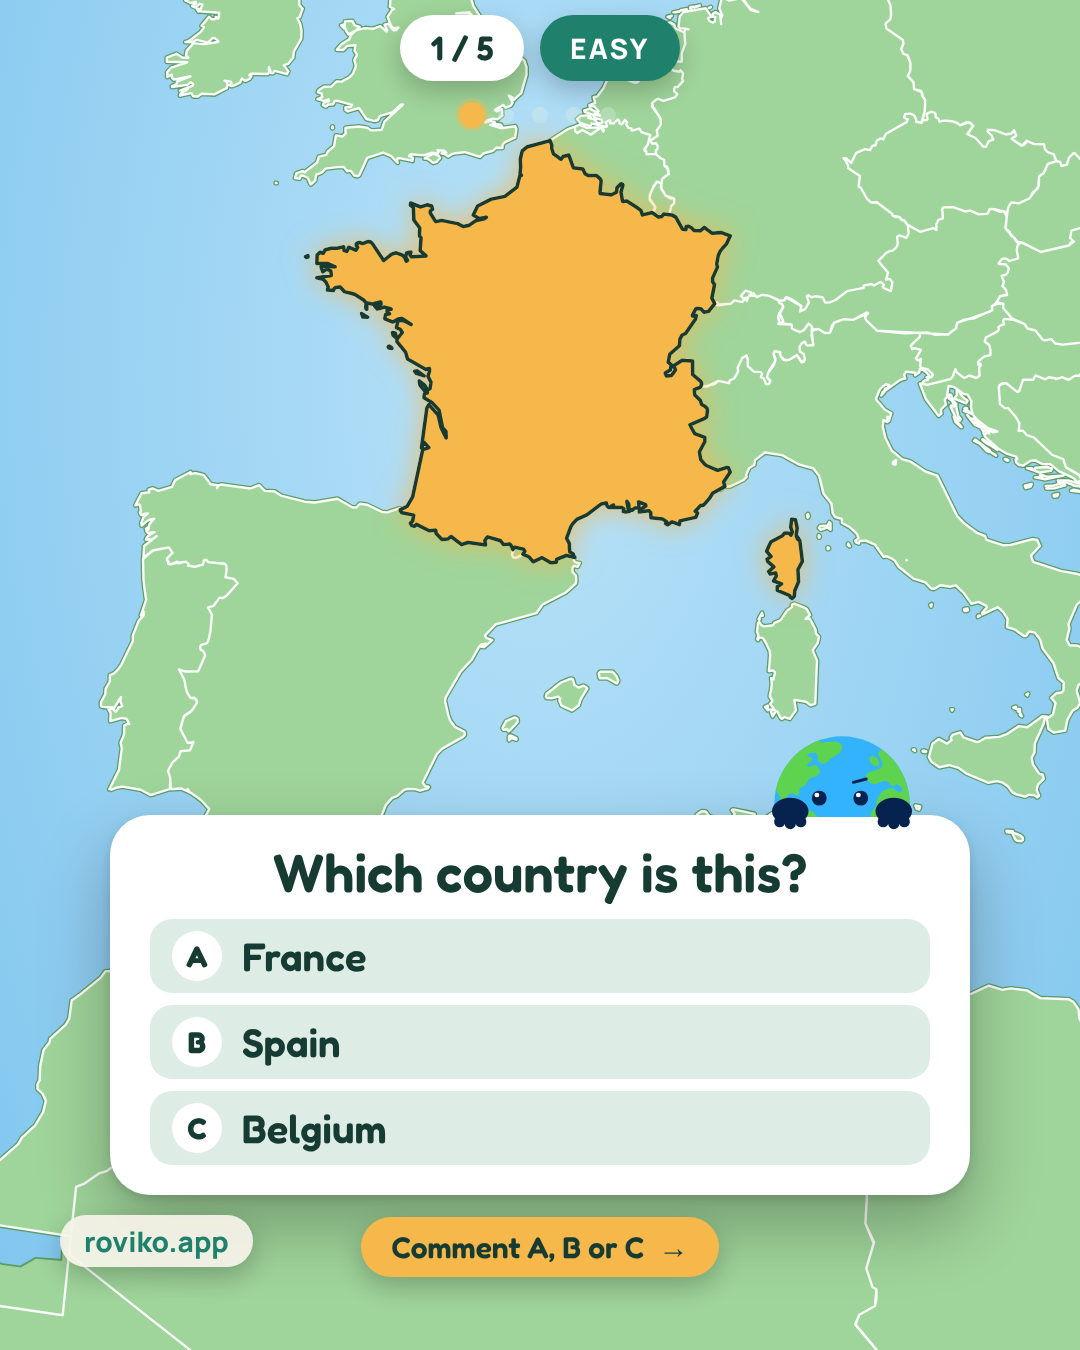 1 / 5
EASY
Which country is this?
A France
B Spain
C Belgium
roviko.app
Comment A, B or C →